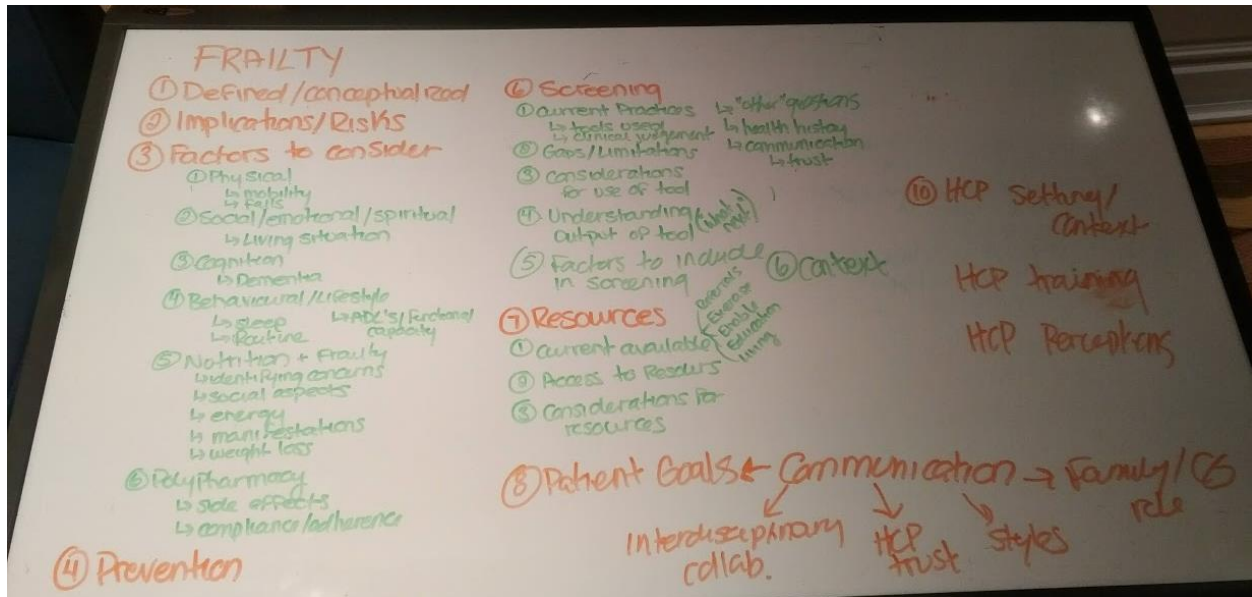 FRAILTY
① Defined/conceptualized
② Implications/Risks
③ Factors to consider
① Physical
↳ mobility
↳ falls
② Social/emotional/spiritual
↳ Living situation
③ Cognition
↳ Dementia
④ Behavioural/Lifestyle
↳ sleep ↳ ADL's/functional
↳ Routine capacity
⑤ Nutrition + Frailty
↳ identifying concerns
↳ social aspects
↳ energy
↳ manifestations
↳ weight loss
⑥ Polypharmacy
↳ side effects
↳ compliance/adherence
④ Prevention
⑥ Screening
① Current Practices
↳ tools used/
↳ clinical judgement
↳ "other" questions
↳ health history
↳ communication
↳ trust
② Gaps/Limitations
③ Considerations
for use of tool
④ Understanding ("what
output of tool next")
⑤ Factors to include
in screening
⑥ Context
⑦ Resources
① Current available
Referrals
Exercise
Enable
Education
living
② Access to
③ Considerations for
resources
⑧ Patient Goals ← Communication → Family/CG
role
Interdisciplinary
collab.
HCP
trust
Styles
⑩ HCP Setting/
Context
HCP training
HCP Perceptions